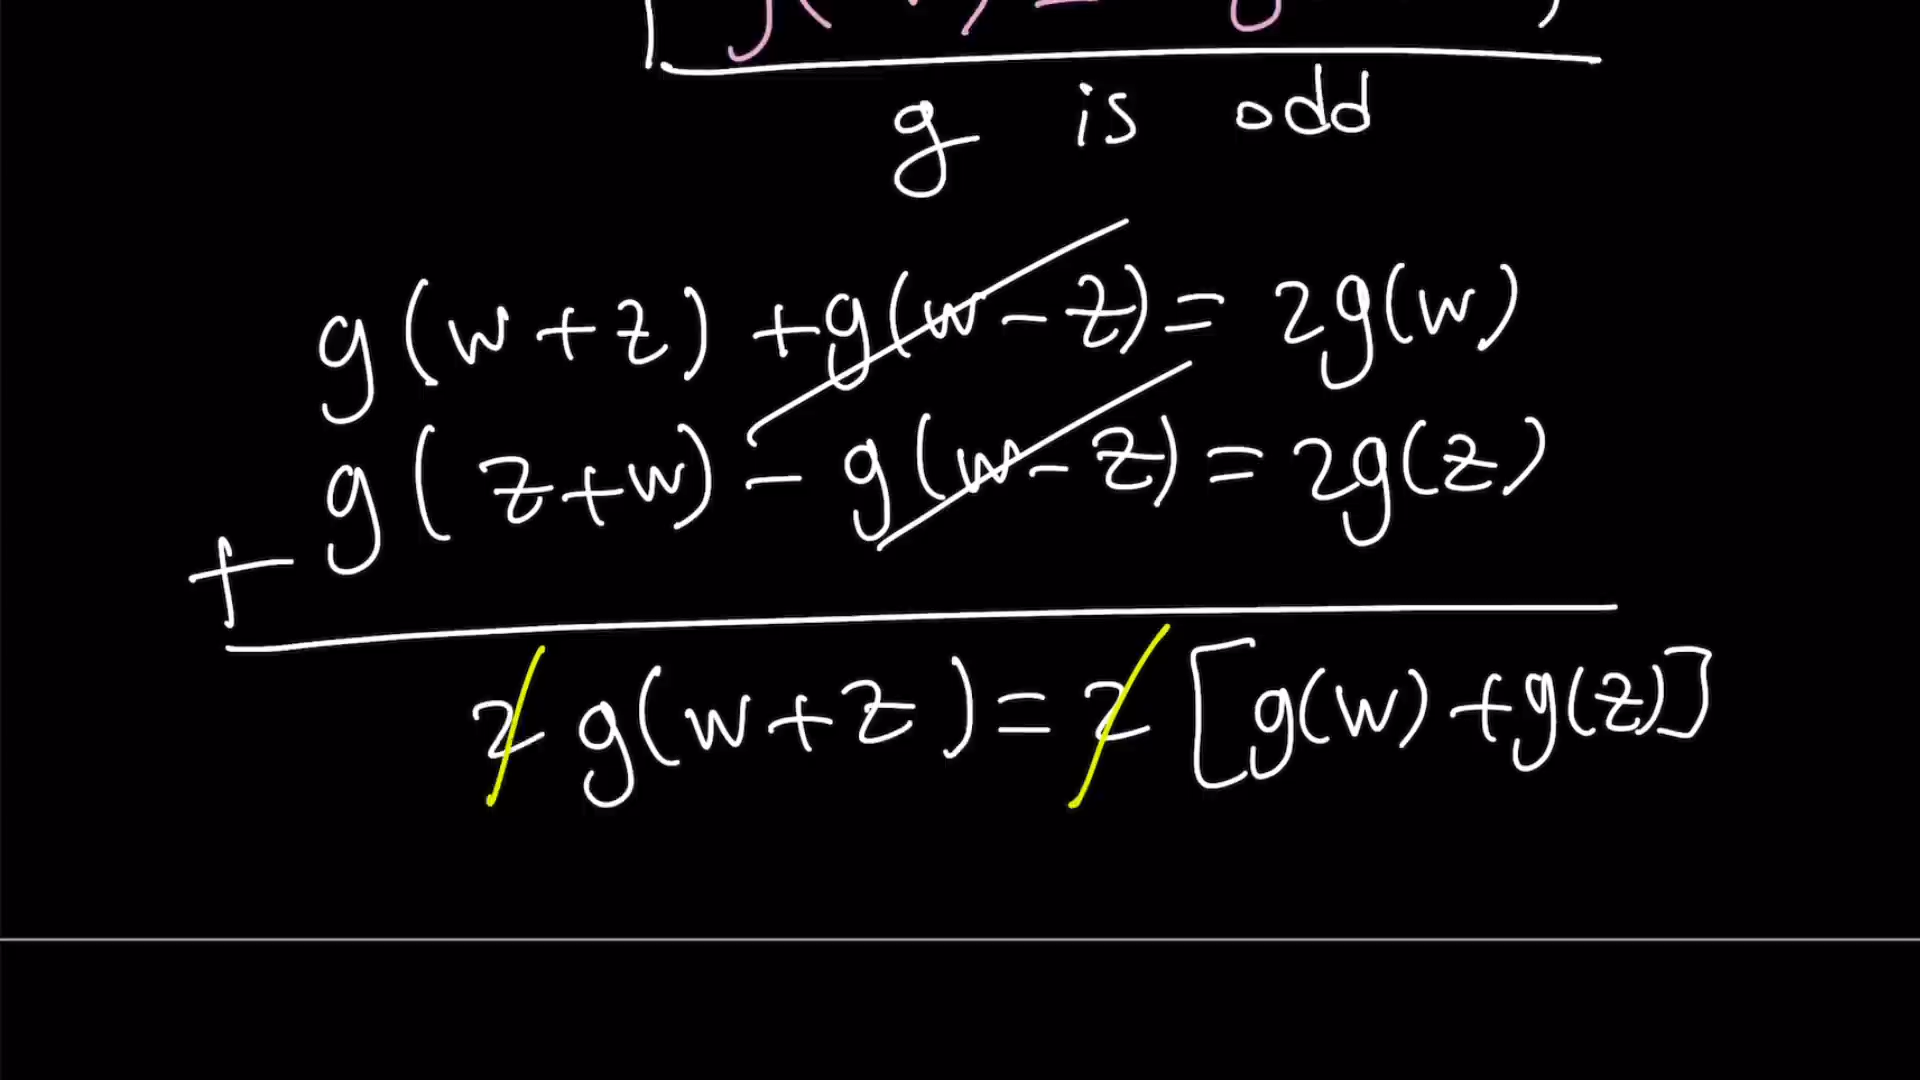 g is odd
g(w+z) +g(w-z) = 2g(w)
g(z+w) - g(w-z) = 2g(z)
+
2 g(w+z) = 2 [g(w) +g(z)]